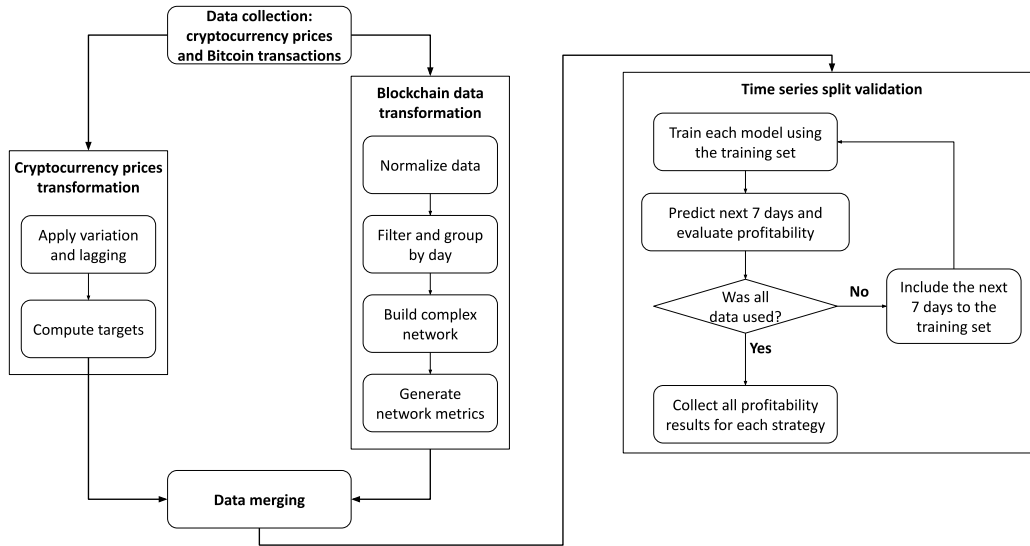 Data collection:
cryptocurrency prices
and Bitcoin transactions
Cryptocurrency prices
transformation
Apply variation
and lagging
Compute targets
Blockchain data
transformation
Normalize data
Filter and group
by day
Build complex
network
Generate
network metrics
Data merging
Time series split validation
Train each model using
the training set
Predict next 7 days and
evaluate profitability
Was all
data used?
No
Include the next
7 days to the
training set
Yes
Collect all profitability
results for each strategy